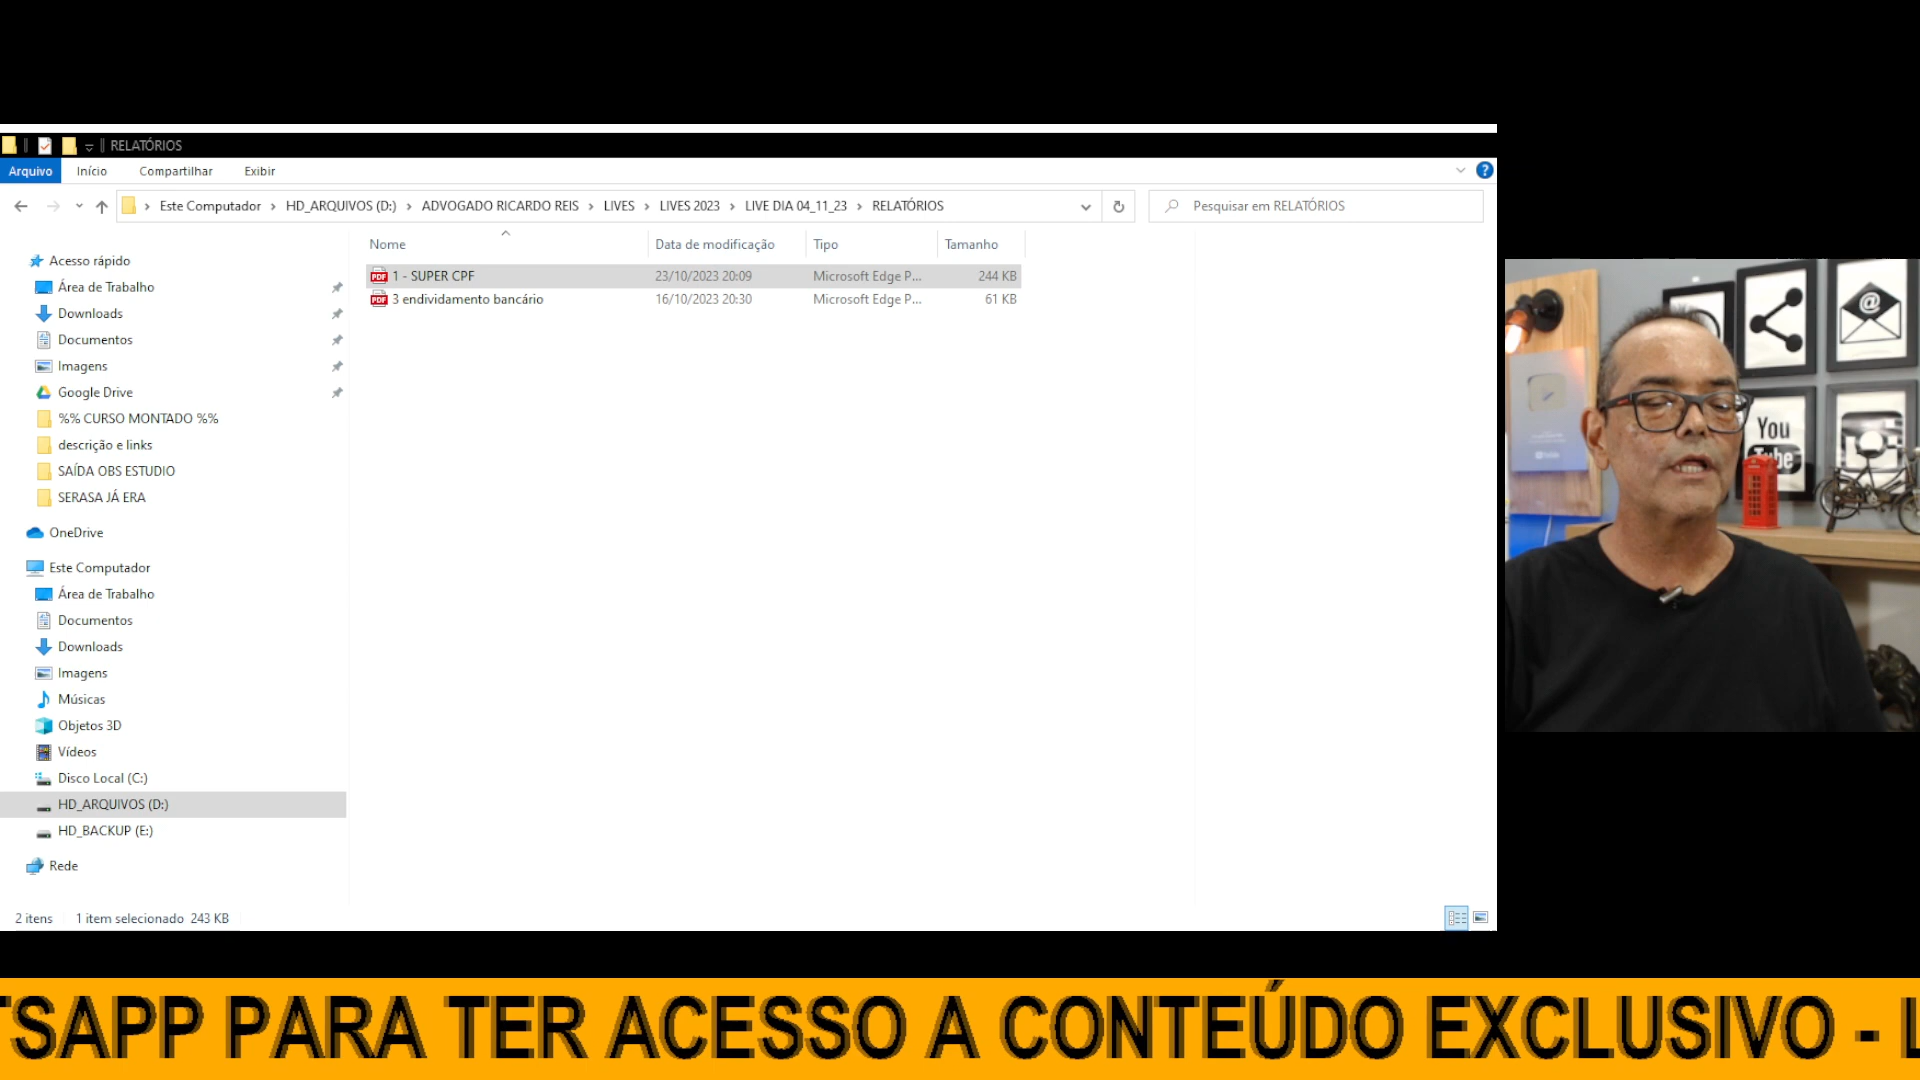 RELATÓRIOS
Arquivo Início Compartilhar Exibir
Este Computador HD_ARQUIVOS (D:) ADVOGADO RICARDO REIS LIVES LIVES 2023 LIVE DIA 04_11_23 RELATÓRIOS
Pesquisar em RELATÓRIOS
Nome Data de modificação Tipo Tamanho
PDF 1 - SUPER CPF 23/10/2023 20:09 Microsoft Edge P... 244 KB
PDF 3 endividamento bancário 16/10/2023 20:30 Microsoft Edge P... 61 KB
Acesso rápido
Área de Trabalho
Downloads
Documentos
Imagens
Google Drive
%% CURSO MONTADO %%
descrição e links
SAÍDA OBS ESTUDIO
SERASA JÁ ERA
OneDrive
Este Computador
Área de Trabalho
Documentos
Downloads
Imagens
Músicas
Objetos 3D
Vídeos
Disco Local (C:)
HD_ARQUIVOS (D:)
HD_BACKUP (E:)
Rede
2 itens 1 item selecionado 243 KB
You
Tube
TSAPP PARA TER ACESSO A CONTEÚDO EXCLUSIVO - L